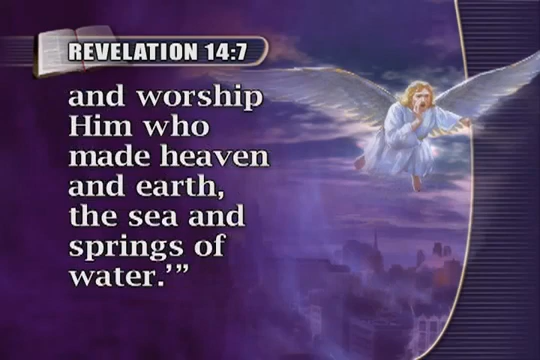 REVELATION 14:7
and worship
Him who
made heaven
and earth,
the sea and
springs of
water.’”